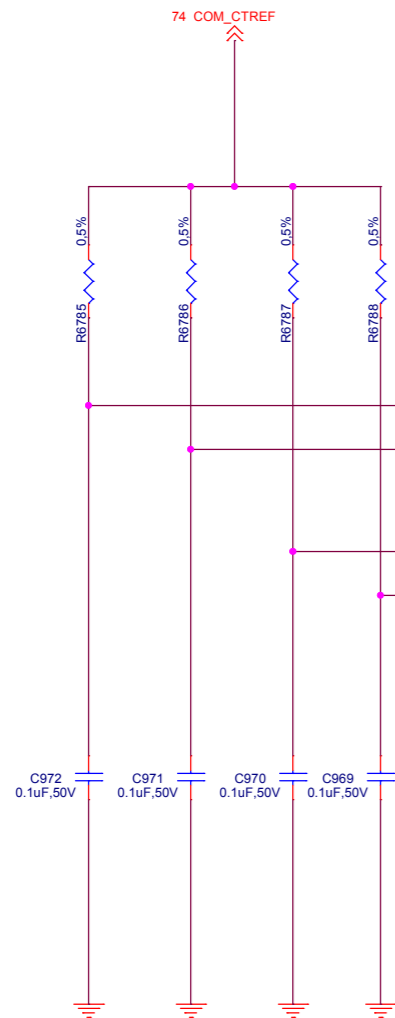 74 COM_CTREF
0,5%
0,5%
0,5%
0,5%
R6785
R6786
R6787
R6788
C972
0.1uF,50V
C971
0.1uF,50V
C970
0.1uF,50V
C969
0.1uF,50V